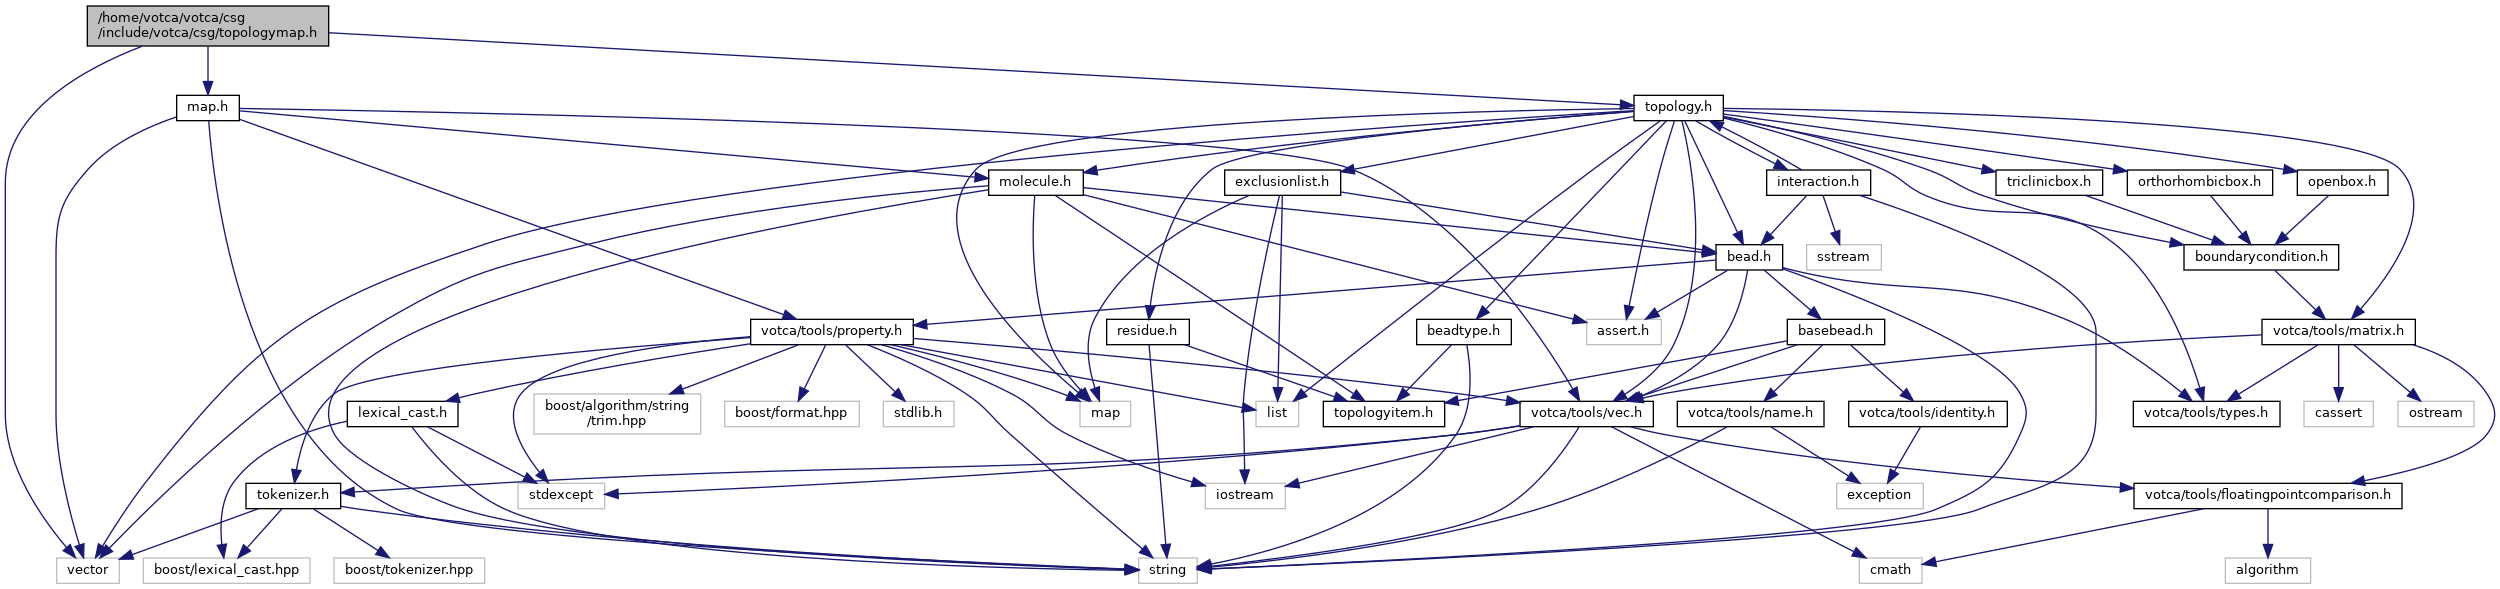 /home/votca/votca/csg
/include/votca/csg/topologymap.h
map.h
topology.h
molecule.h
exclusionlist.h
interaction.h
triclinicbox.h
orthorhombicbox.h
openbox.h
bead.h
sstream
boundarycondition.h
votca/tools/property.h
residue.h
beadtype.h
assert.h
basebead.h
votca/tools/matrix.h
lexical_cast.h
boost/algorithm/string
/trim.hpp
boost/format.hpp
stdlib.h
map
list
topologyitem.h
votca/tools/vec.h
votca/tools/name.h
votca/tools/identity.h
votca/tools/types.h
cassert
ostream
tokenizer.h
stdexcept
iostream
exception
votca/tools/floatingpointcomparison.h
vector
boost/lexical_cast.hpp
boost/tokenizer.hpp
string
cmath
algorithm